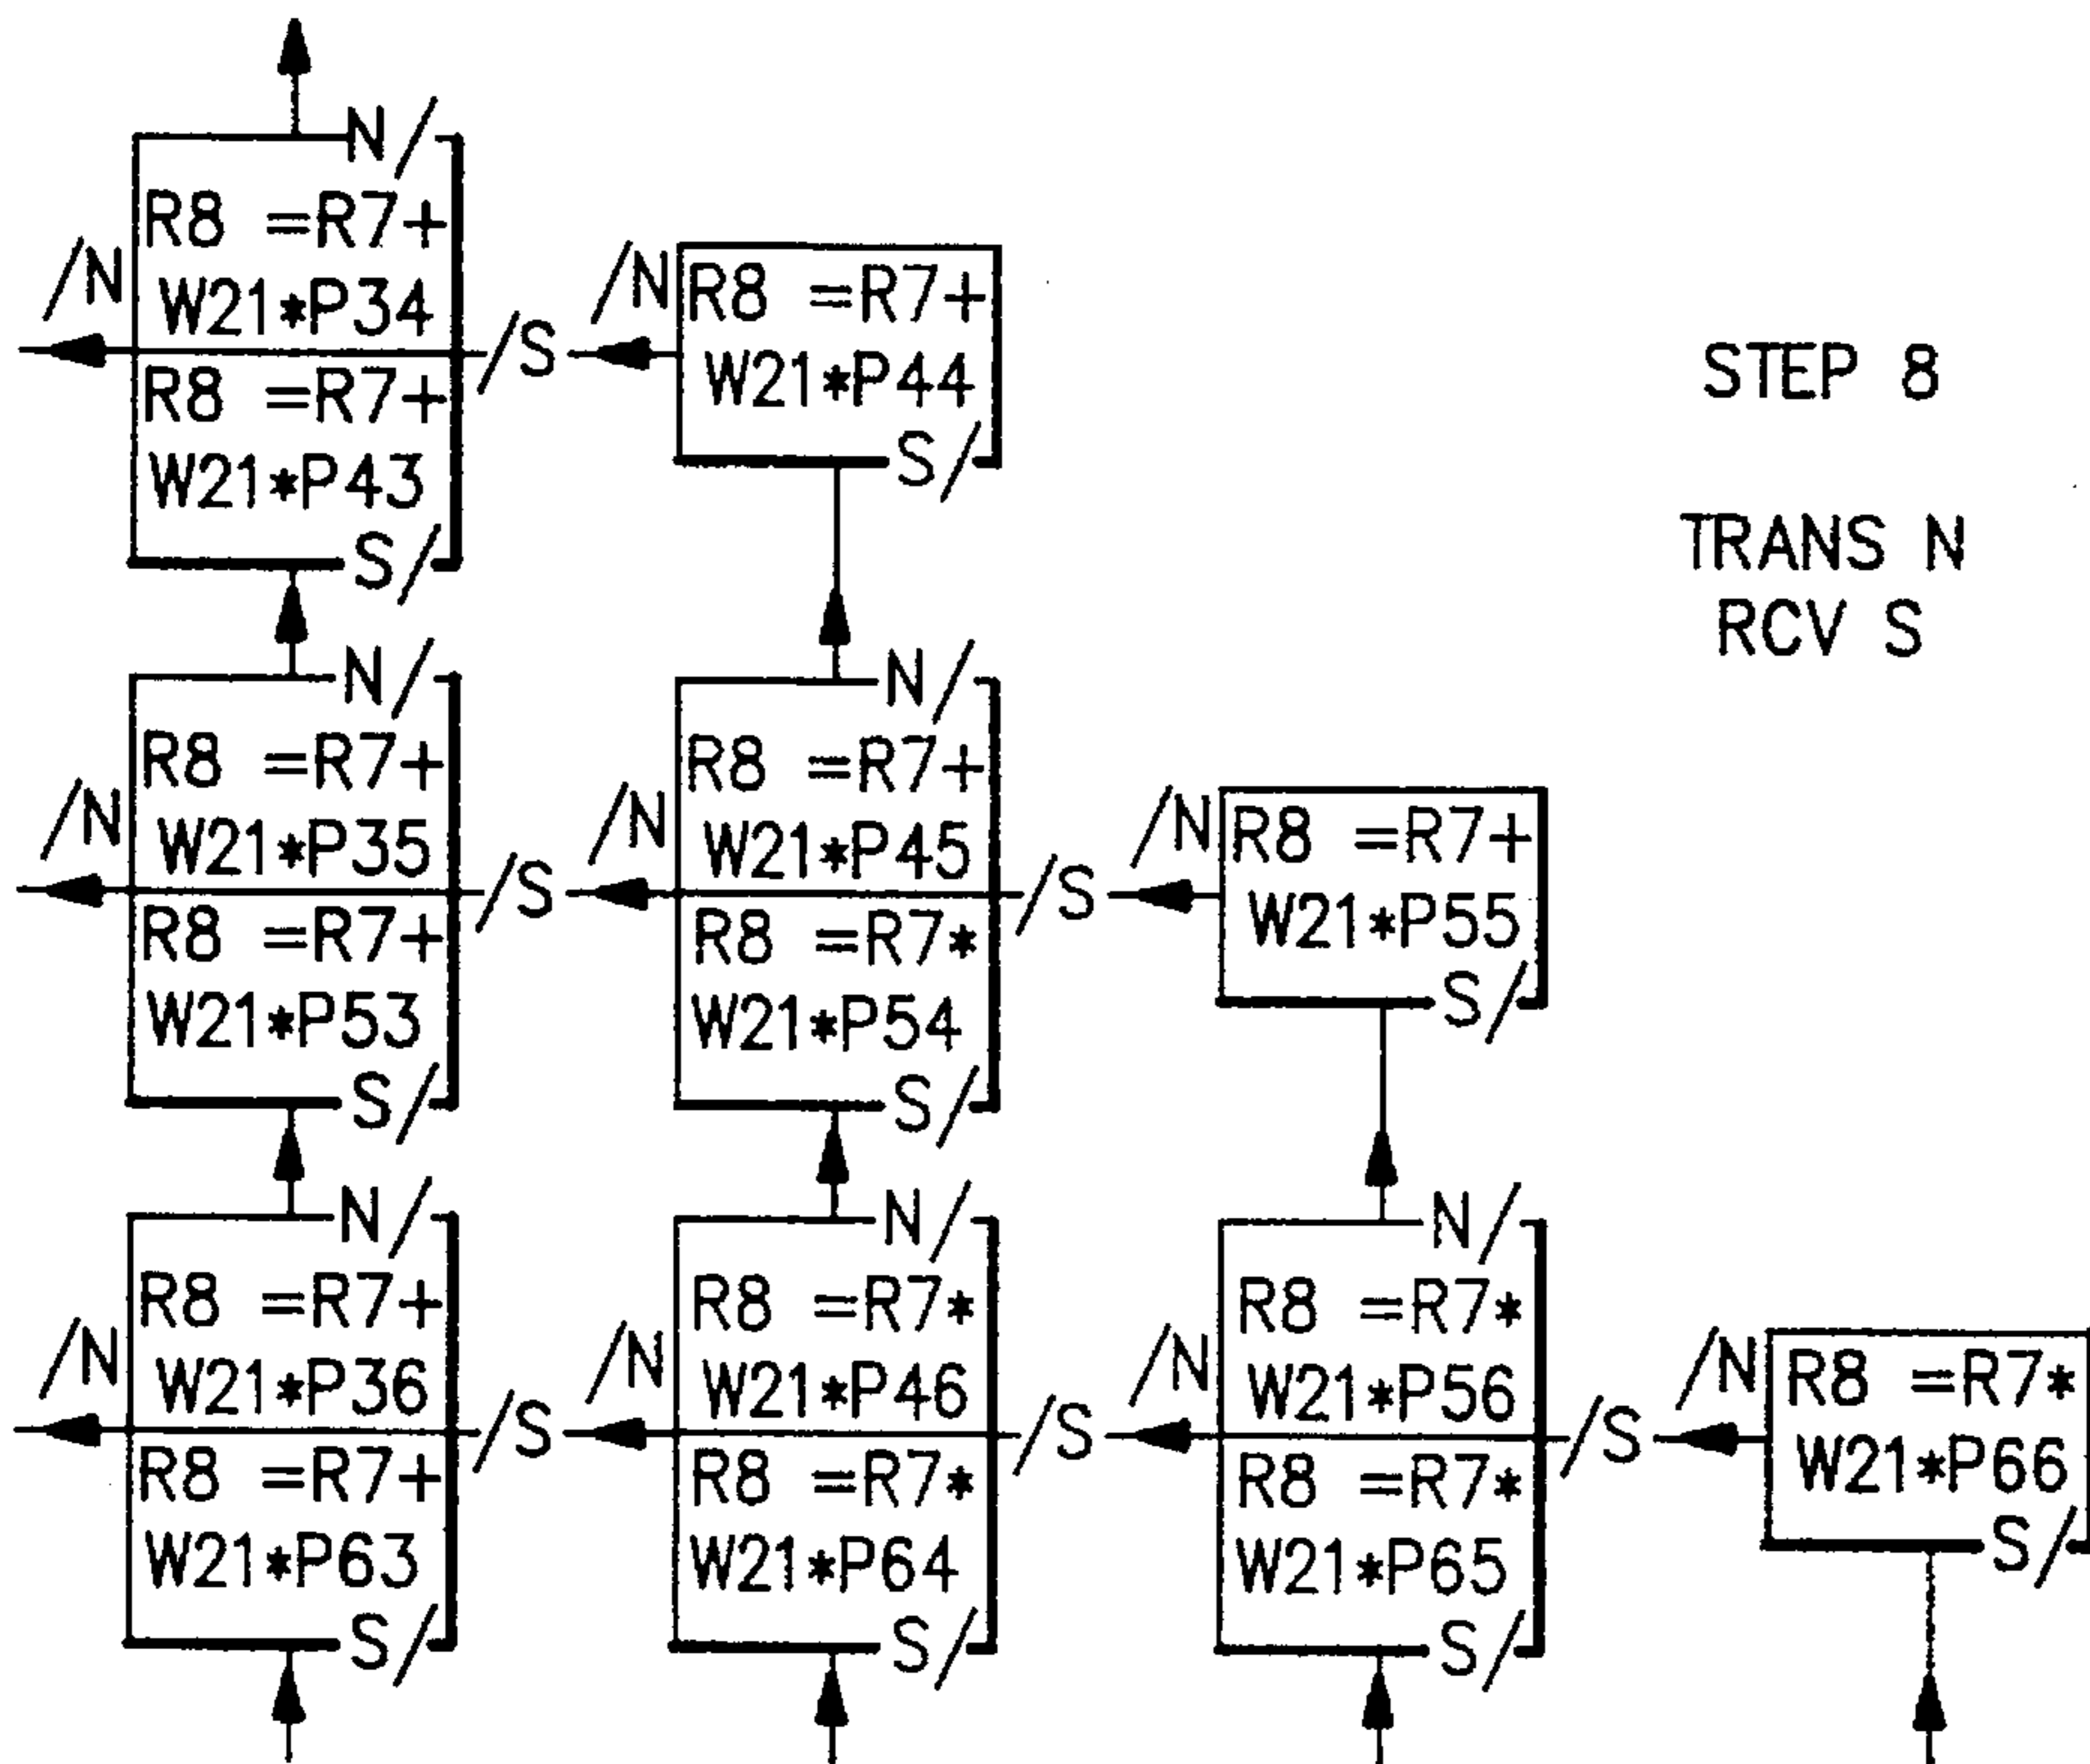 N/
R8 =R7+
W21*P34
/N
R8 =R7+
W21*P43
S/
/S
/N
R8 =R7+
W21*P44
S/
STEP 8
TRANS N
RCV S
N/
R8 =R7+
W21*P35
/N
R8 =R7+
W21*P53
S/
/S
N/
R8 =R7+
W21*P45
/N
R8 =R7*
W21*P54
S/
/S
/N
R8 =R7+
W21*P55
S/
N/
R8 =R7+
W21*P36
/N
R8 =R7+
W21*P63
S/
/S
N/
R8 =R7*
W21*P46
/N
R8 =R7*
W21*P64
S/
/S
N/
R8 =R7*
W21*P56
/N
R8 =R7*
W21*P65
S/
/S
/N
R8 =R7*
W21*P66
S/